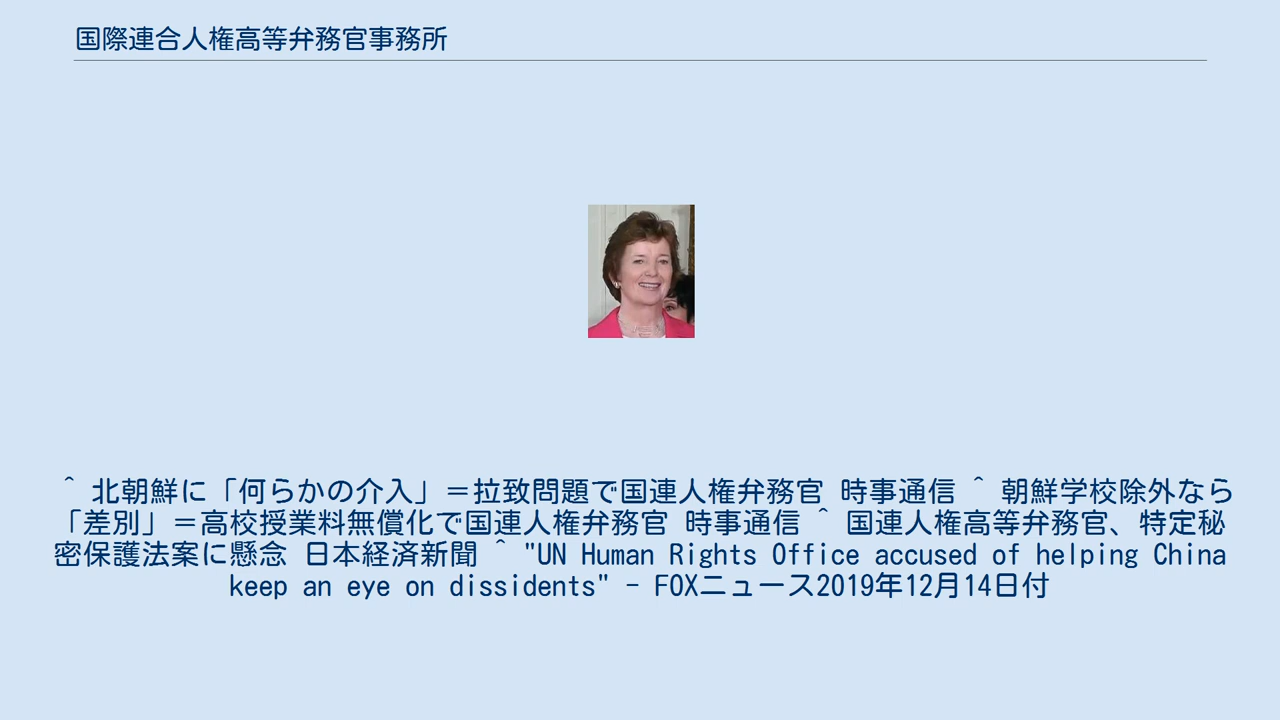 国際連合人権高等弁務官事務所
^ 北朝鮮に「何らかの介入」＝拉致問題で国連人権弁務官 時事通信 ^ 朝鮮学校除外なら
「差別」＝高校授業料無償化で国連人権弁務官 時事通信 ^ 国連人権高等弁務官、特定秘
密保護法案に懸念 日本経済新聞 ^ "UN Human Rights Office accused of helping China
keep an eye on dissidents" - FOXニュース2019年12月14日付